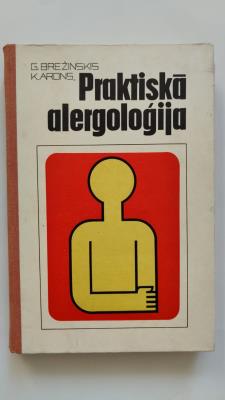 G. BREŽINSKIS
K. ARONS,
Praktiskā
alergoloģija